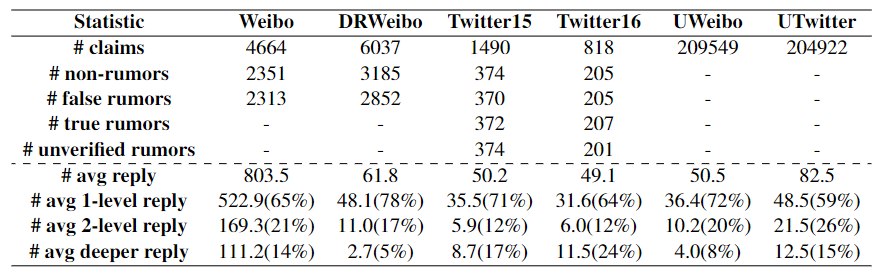 Statistic Weibo DRWeibo Twitter15 Twitter16 UWeibo UTwitter
# claims 4664 6037 1490 818 209549 204922
# non-rumors 2351 3185 374 205 - -
# false rumors 2313 2852 370 205 - -
# true rumors - - 372 207 - -
# unverified rumors - - 374 201 - -
# avg reply 803.5 61.8 50.2 49.1 50.5 82.5
# avg 1-level reply 522.9(65%) 48.1(78%) 35.5(71%) 31.6(64%) 36.4(72%) 48.5(59%)
# avg 2-level reply 169.3(21%) 11.0(17%) 5.9(12%) 6.0(12%) 10.2(20%) 21.5(26%)
# avg deeper reply 111.2(14%) 2.7(5%) 8.7(17%) 11.5(24%) 4.0(8%) 12.5(15%)